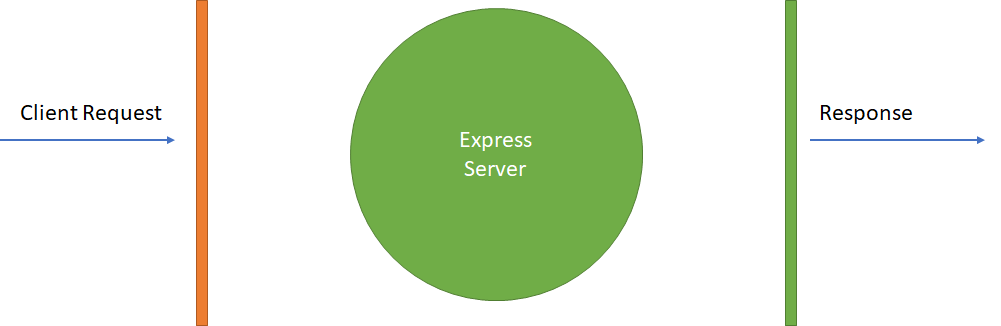 Client Request
Express
Server
Response